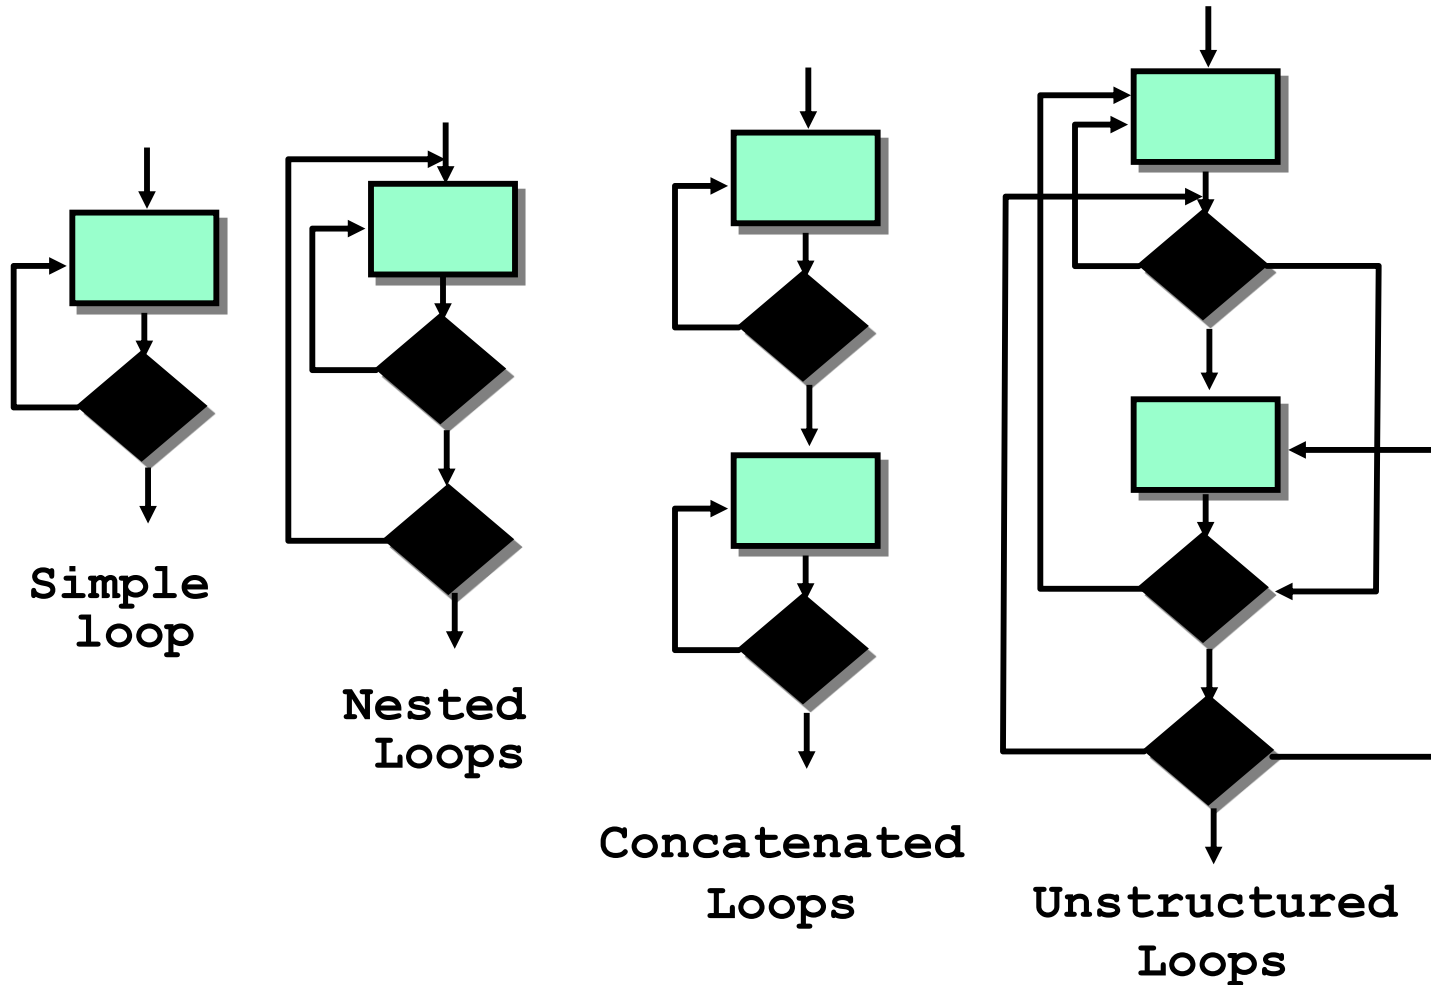 Simple
loop
Nested
Loops
Concatenated
Loops
Unstructured
Loops